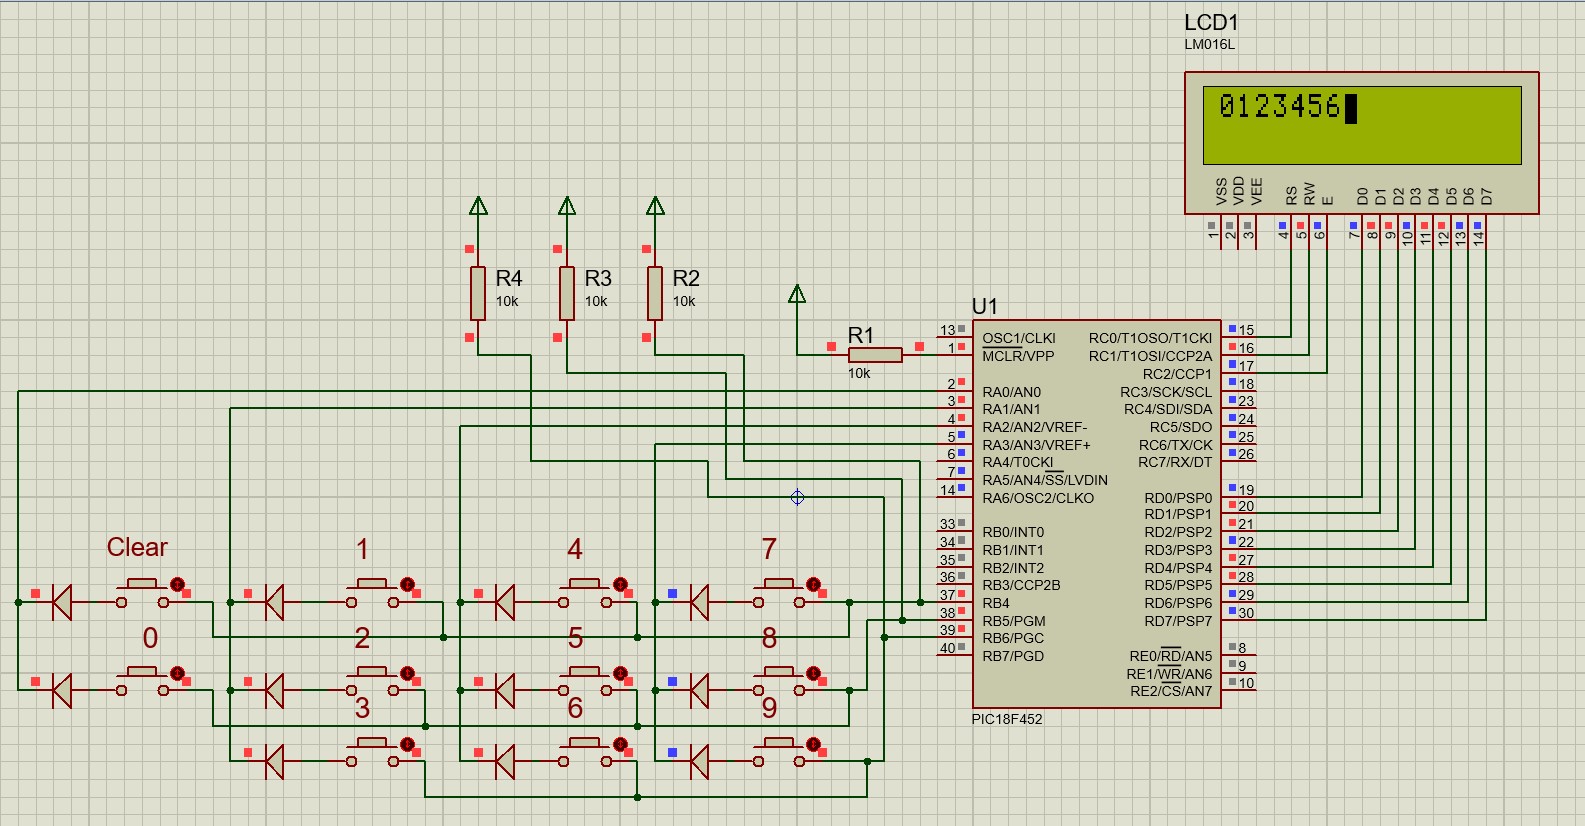 LCD1
LM016L
0123456
VSS
VDD
VEE
RS
RW
E
D0
D1
D2
D3
D4
D5
D6
D7
1
2
3
4
5
6
7
8
9
10
11
12
13
14
R4
10k
R3
10k
R2
10k
R1
10k
U1
13 OSC1/CLKI
1 MCLR/VPP
2 RA0/AN0
3 RA1/AN1
4 RA2/AN2/VREF-
5 RA3/AN3/VREF+
6 RA4/T0CKI
7 RA5/AN4/SS/LVDIN
14 RA6/OSC2/CLKO
33 RB0/INT0
34 RB1/INT1
35 RB2/INT2
36 RB3/CCP2B
37 RB4
38 RB5/PGM
39 RB6/PGC
40 RB7/PGD
RC0/T1OSO/T1CKI 15
RC1/T1OSI/CCP2A 16
RC2/CCP1 17
RC3/SCK/SCL 18
RC4/SDI/SDA 23
RC5/SDO 24
RC6/TX/CK 25
RC7/RX/DT 26
RD0/PSP0 19
RD1/PSP1 20
RD2/PSP2 21
RD3/PSP3 22
RD4/PSP4 27
RD5/PSP5 28
RD6/PSP6 29
RD7/PSP7 30
RE0/RD/AN5 8
RE1/WR/AN6 9
RE2/CS/AN7 10
PIC18F452
Clear 1 4 7
0 2 5 8
3 6 9